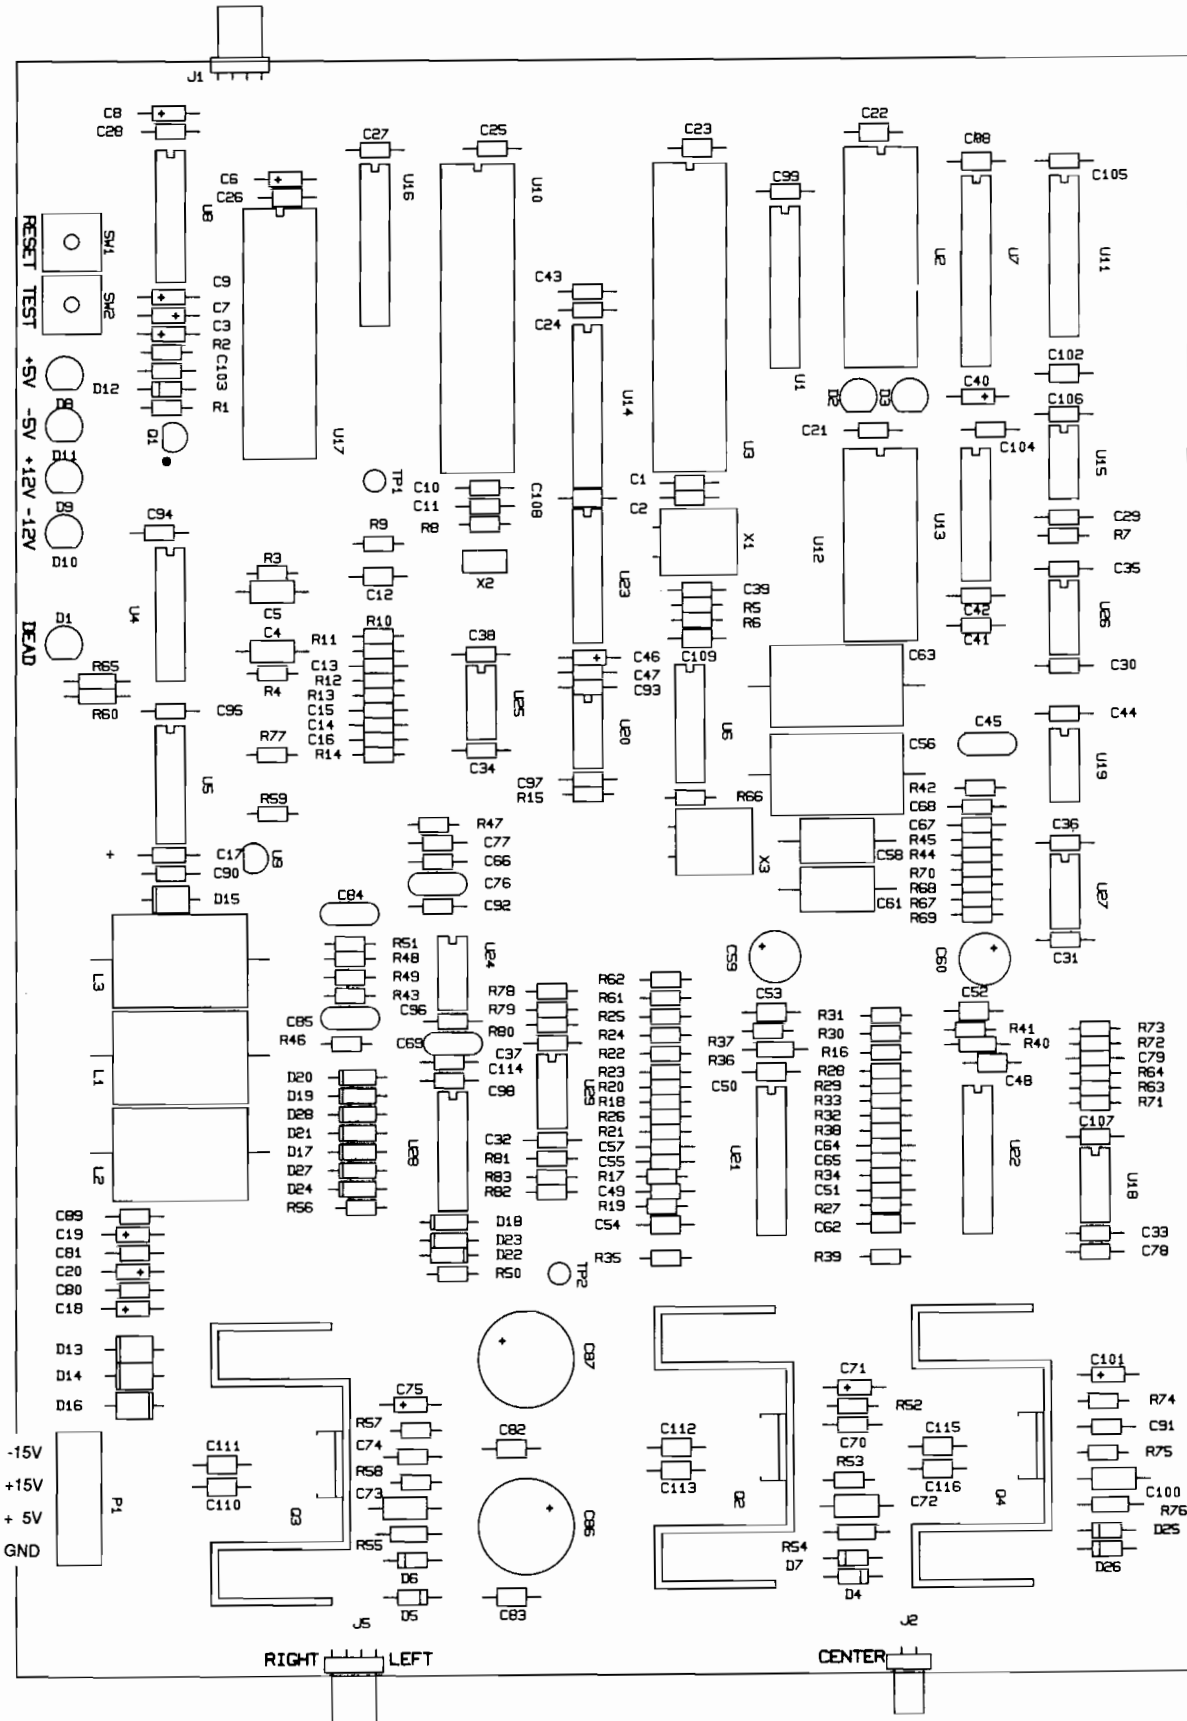 J1
C8
C28
C27
C25
C23
C22
C88
C105
C6
C26
U16
U10
C99
U8
RESET
SW1
U2
U7
U11
TEST
SW2
C9
C7
C3
R2
C103
C43
C24
+5V
D8
D12
R1
U1
C102
D2
D3
C40
C106
U14
-5V
D11
Q1
U17
U3
C21
C104
U15
+12V
D9
TP1
C10
C11
R8
C108
C1
C2
-12V
D10
C94
R9
X1
U12
U13
C29
R7
R3
C5
C12
X2
U23
C39
R5
R6
C35
U4
C42
C41
U26
DEAD
D1
C4
R4
R10
R11
C13
R12
R13
C15
C14
C16
R14
C38
U25
C34
C46
C47
C93
C109
C63
C30
R65
R60
C95
U20
U6
C45
C44
R77
C56
U5
U19
C97
R15
R66
R42
C68
R59
R47
C77
C66
C76
C92
C67
R45
R44
R70
R68
R67
R69
C36
+
C17
C90
U9
X3
C58
C61
U27
D15
C84
C31
L3
R51
R48
R49
R43
U24
C59
C60
R62
R61
R25
R24
R22
R23
R20
R18
R26
R21
C57
C55
R17
C49
R19
C54
R35
R78
R79
R80
C53
C52
C85
C96
R31
R30
R16
R28
R29
R33
R32
R38
C64
C65
R34
C51
R27
C62
R39
R41
R40
C48
R73
R72
C79
R64
R63
R71
R46
C69
C37
C114
C98
R37
R36
C50
L1
D20
D19
D28
D21
D17
D27
D24
R56
U29
U28
U21
U22
C107
L2
C32
R81
R83
R82
U18
C89
C19
C81
C20
C80
C18
D18
D23
D22
R50
TP2
C33
C78
D13
D14
D16
C87
C75
R57
C74
R58
C73
R55
D6
D5
C71
R52
C70
R53
C72
R54
D7
D4
C101
R74
C91
R75
C100
R76
D25
D26
-15V
+15V
+ 5V
GND
P1
C111
C110
Q3
C82
C86
C83
C112
C113
Q2
C115
C116
Q4
J5
J2
RIGHT
LEFT
CENTER